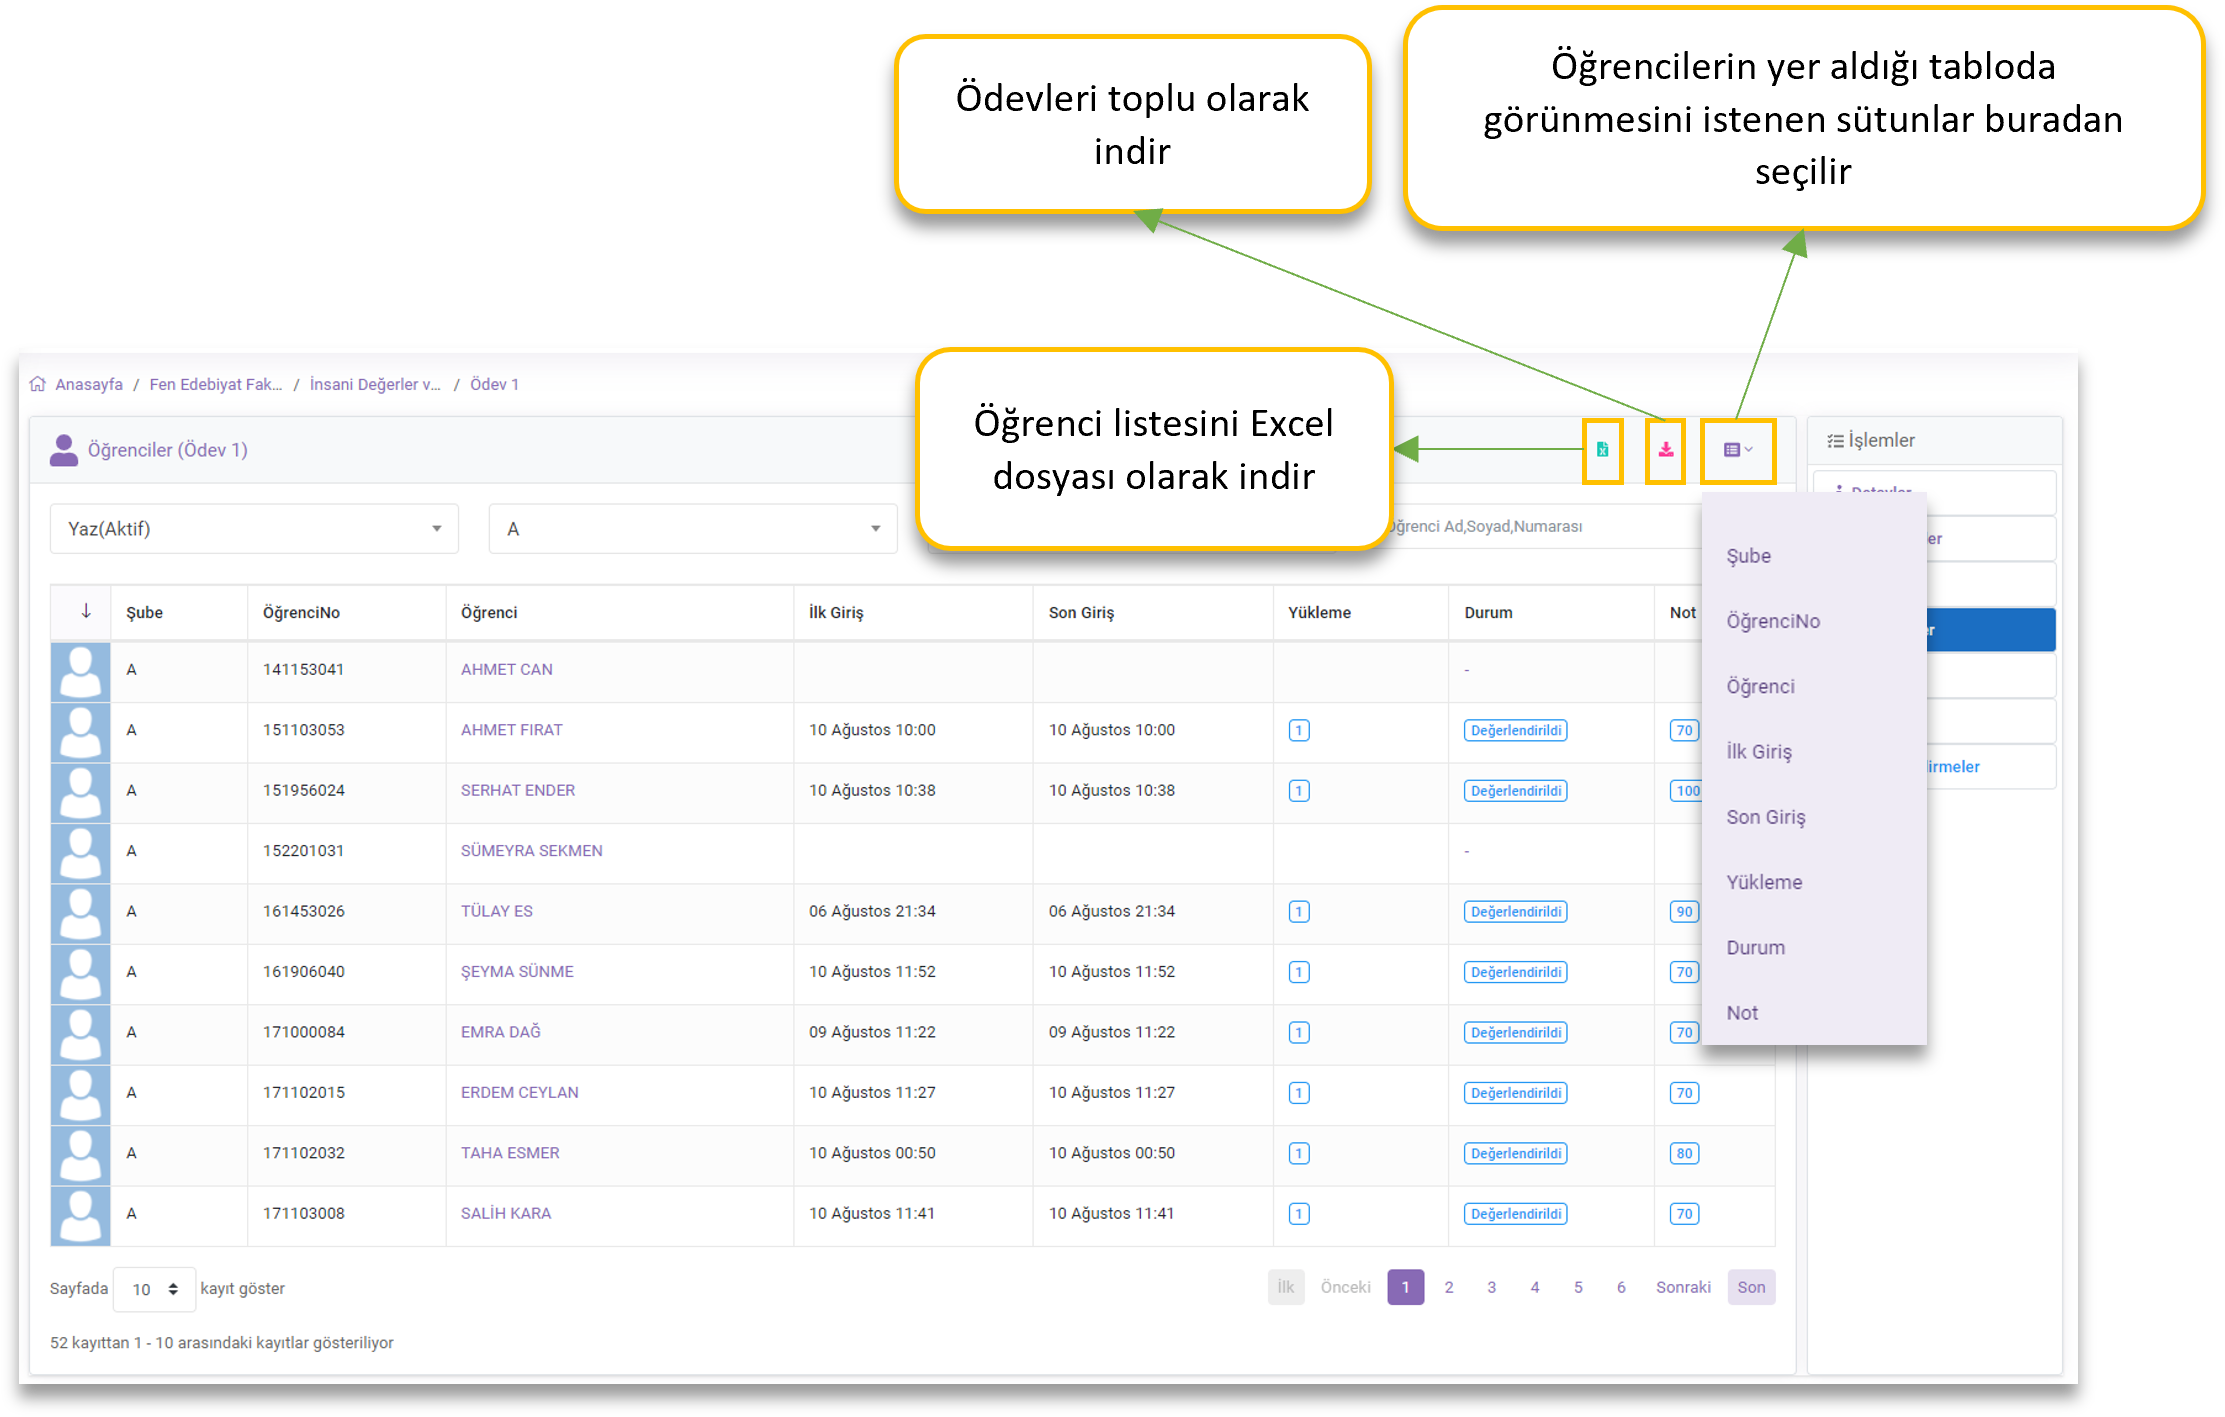 Ödevleri toplu olarak
indir
Öğrencilerin yer aldığı tabloda
görünmesini istenen sütunlar buradan
seçilir
Anasayfa / Fen Edebiyat Fak... / İnsani Değerler v... / Ödev 1
Öğrenci listesini Excel
dosyası olarak indir
Öğrenciler (Ödev 1)
İşlemler
Yaz(Aktif)
A
Öğrenci Ad,Soyad,Numarası
Şube ÖğrenciNo Öğrenci İlk Giriş Son Giriş Yükleme Durum Not
A 141153041 AHMET CAN -
A 151103053 AHMET FIRAT 10 Ağustos 10:00 10 Ağustos 10:00 1 Değerlendirildi 70
A 151956024 SERHAT ENDER 10 Ağustos 10:38 10 Ağustos 10:38 1 Değerlendirildi 100
A 152201031 SÜMEYRA SEKMEN -
A 161453026 TÜLAY ES 06 Ağustos 21:34 06 Ağustos 21:34 1 Değerlendirildi 90
A 161906040 ŞEYMA SÜNME 10 Ağustos 11:52 10 Ağustos 11:52 1 Değerlendirildi 70
A 171000084 EMRA DAĞ 09 Ağustos 11:22 09 Ağustos 11:22 1 Değerlendirildi 70
A 171102015 ERDEM CEYLAN 10 Ağustos 11:27 10 Ağustos 11:27 1 Değerlendirildi 70
A 171102032 TAHA ESMER 10 Ağustos 00:50 10 Ağustos 00:50 1 Değerlendirildi 80
A 171103008 SALİH KARA 10 Ağustos 11:41 10 Ağustos 11:41 1 Değerlendirildi 70
Şube
ÖğrenciNo
Öğrenci
İlk Giriş
Son Giriş
Yükleme
Durum
Not
er
irmeler
Sayfada 10 kayıt göster
İlk Önceki 1 2 3 4 5 6 Sonraki Son
52 kayıttan 1 - 10 arasındaki kayıtlar gösteriliyor